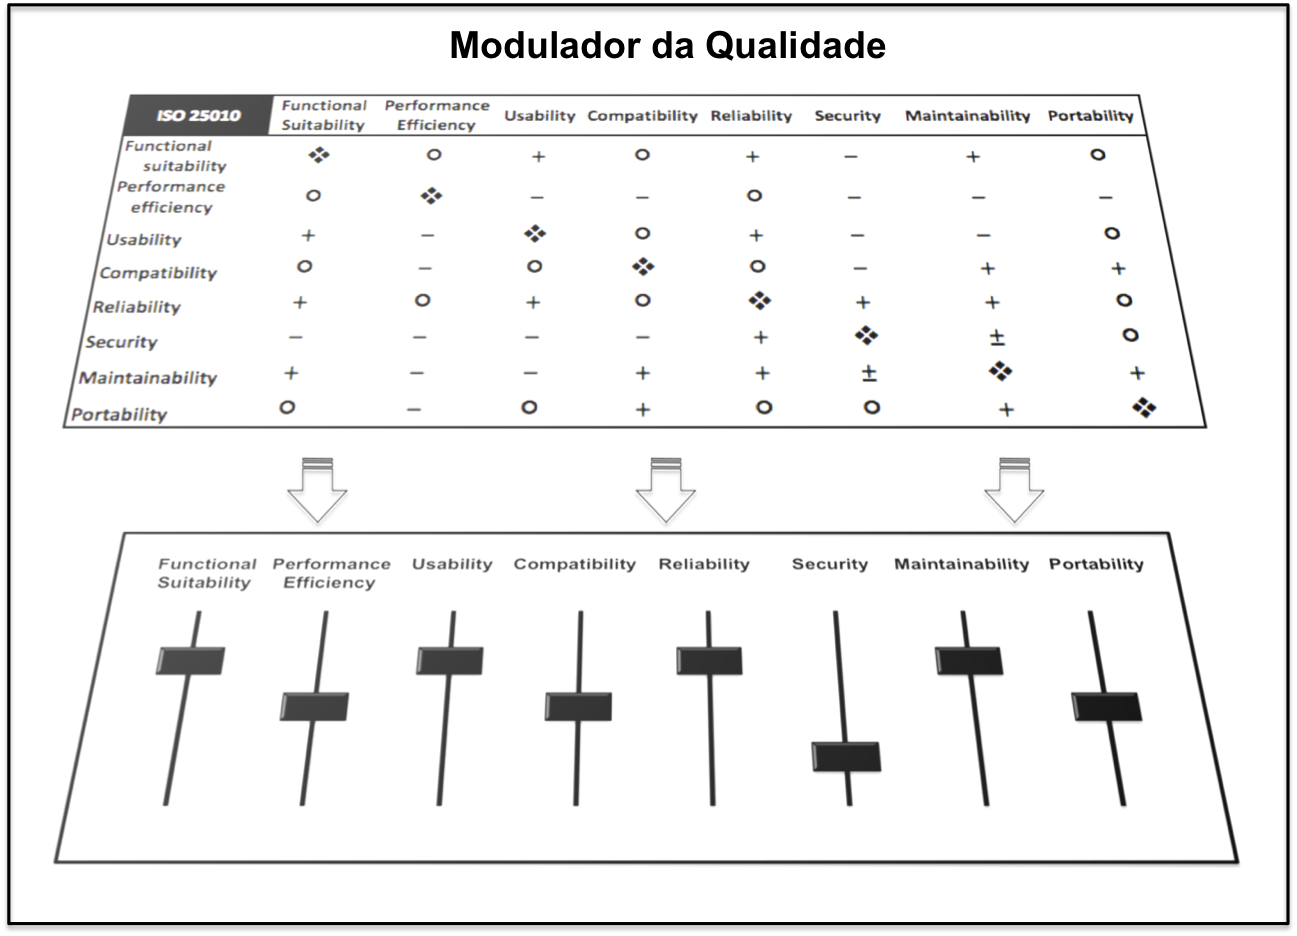 Modulador da Qualidade
ISO 25010 Functional Suitability Performance Efficiency Usability Compatibility Reliability Security Maintainability Portability
Functional suitability ❖ O + O + − + O
Performance efficiency O ❖ − − O − − −
Usability + − ❖ O + − − O
Compatibility O − O ❖ O − + +
Reliability + O + O ❖ + + O
Security − − − − + ❖ ± O
Maintainability + − − + + ± ❖ +
Portability O − O + O O + ❖
Functional Performance Usability Compatibility Reliability Security Maintainability Portability
Suitability Efficiency